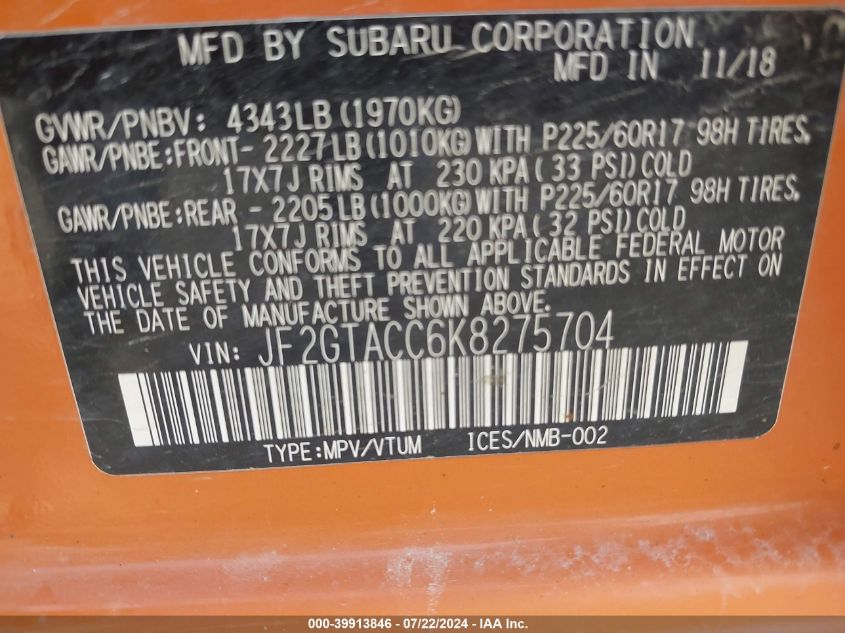 MFD BY SUBARU CORPORATION
MFD IN 11/18
GVWR/PNBV: 4343LB (1970KG)
GAWR/PNBE:FRONT- 2227LB (1010KG) WITH P225/60R17 98H TIRES,
17X7J RIMS AT 230 KPA ( 33 PSI) COLD
GAWR/PNBE:REAR - 2205LB (1000KG) WITH P225/60R17 98H TIRES,
17X7J RIMS AT 220 KPA ( 32 PSI) COLD
THIS VEHICLE CONFORMS TO ALL APPLICABLE FEDERAL MOTOR
VEHICLE SAFETY AND THEFT PREVENTION STANDARDS IN EFFECT ON
THE DATE OF MANUFACTURE SHOWN ABOVE.
VIN: JF2GTACC6K8275704
TYPE:MPV/VTUM ICES/NMB-002
000-39913846 - 07/22/2024 - IAA, Inc.